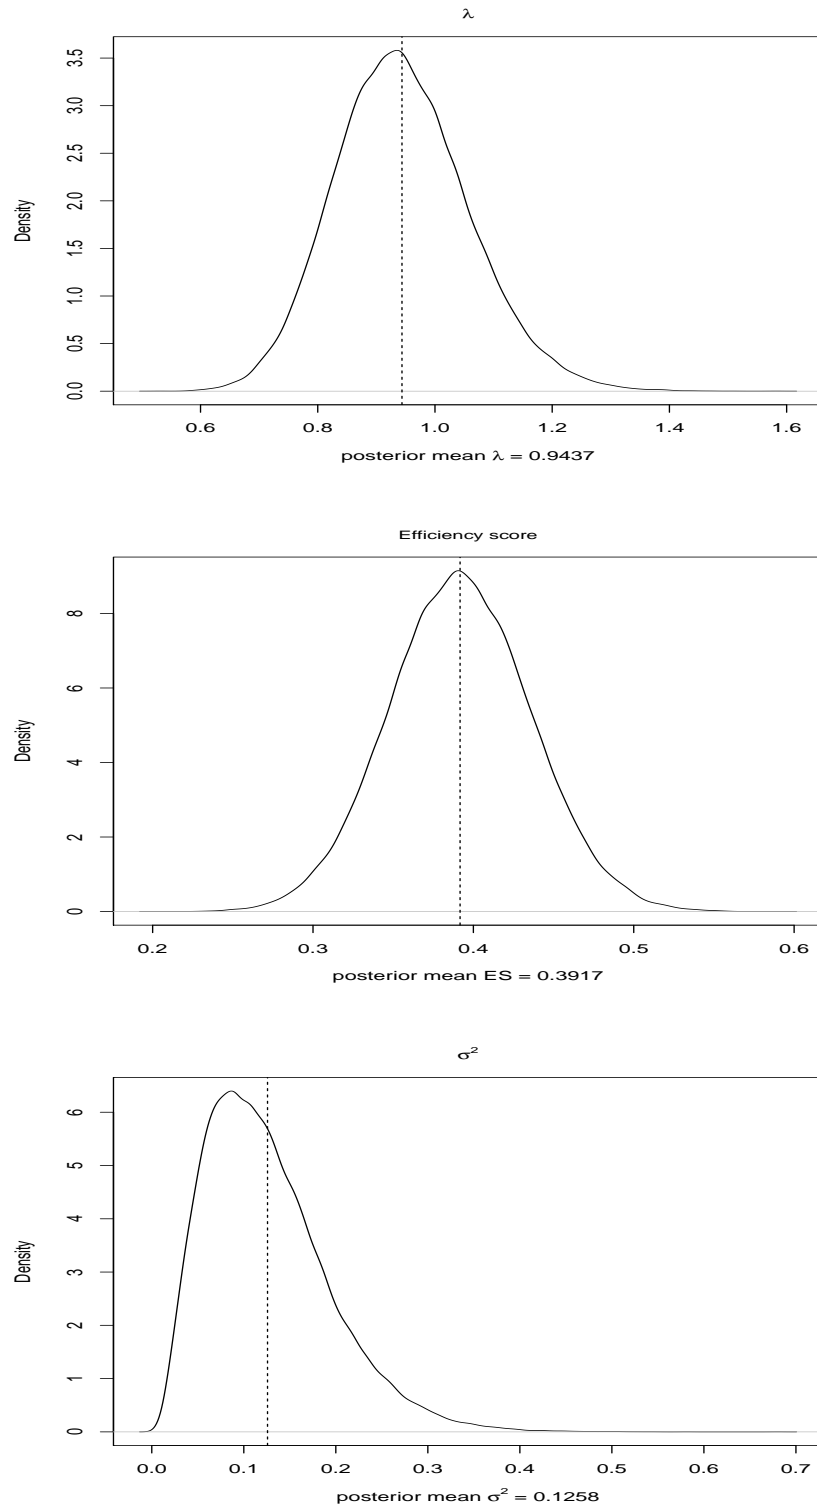 λ
Density
0.0 0.5 1.0 1.5 2.0 2.5 3.0 3.5
0.6 0.8 1.0 1.2 1.4 1.6
posterior mean λ = 0.9437
Efficiency score
Density
0 2 4 6 8
0.2 0.3 0.4 0.5 0.6
posterior mean ES = 0.3917
σ²
Density
0 1 2 3 4 5 6
0.0 0.1 0.2 0.3 0.4 0.5 0.6 0.7
posterior mean σ² = 0.1258